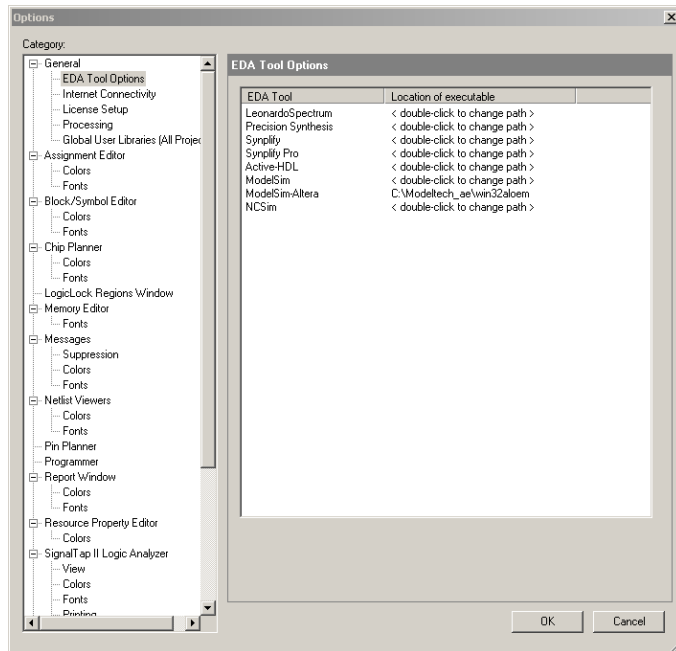 Options
Category:
General
EDA Tool Options
Internet Connectivity
License Setup
Processing
Global User Libraries (All Projec
Assignment Editor
Colors
Fonts
Block/Symbol Editor
Colors
Fonts
Chip Planner
Colors
Fonts
LogicLock Regions Window
Memory Editor
Fonts
Messages
Suppression
Colors
Fonts
Netlist Viewers
Colors
Fonts
Pin Planner
Programmer
Report Window
Colors
Fonts
Resource Property Editor
Colors
SignalTap II Logic Analyzer
View
Colors
Fonts
Printing
EDA Tool Options
EDA Tool Location of executable
LeonardoSpectrum < double-click to change path >
Precision Synthesis < double-click to change path >
Synplify < double-click to change path >
Synplify Pro < double-click to change path >
Active-HDL < double-click to change path >
ModelSim < double-click to change path >
ModelSim-Altera C:\Modeltech_ae\win32aloem
NCSim < double-click to change path >
OK Cancel